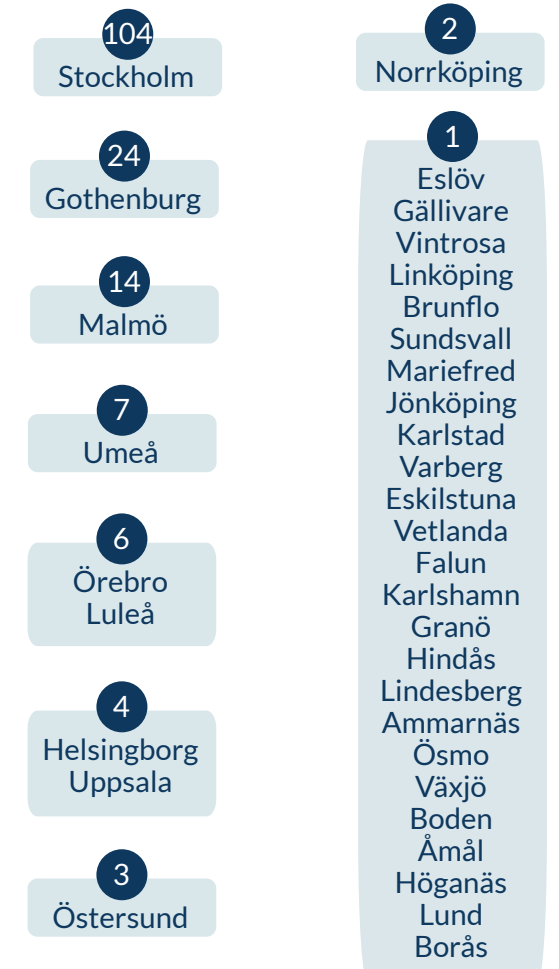 104
Stockholm
24
Gothenburg
14
Malmö
7
Umeå
6
Örebro
Luleå
4
Helsingborg
Uppsala
3
Östersund
2
Norrköping
1
Eslöv
Gällivare
Vintrosa
Linköping
Brunflo
Sundsvall
Mariefred
Jönköping
Karlstad
Varberg
Eskilstuna
Vetlanda
Falun
Karlshamn
Granö
Hindås
Lindesberg
Ammarnäs
Ösmo
Växjö
Boden
Åmål
Höganäs
Lund
Borås